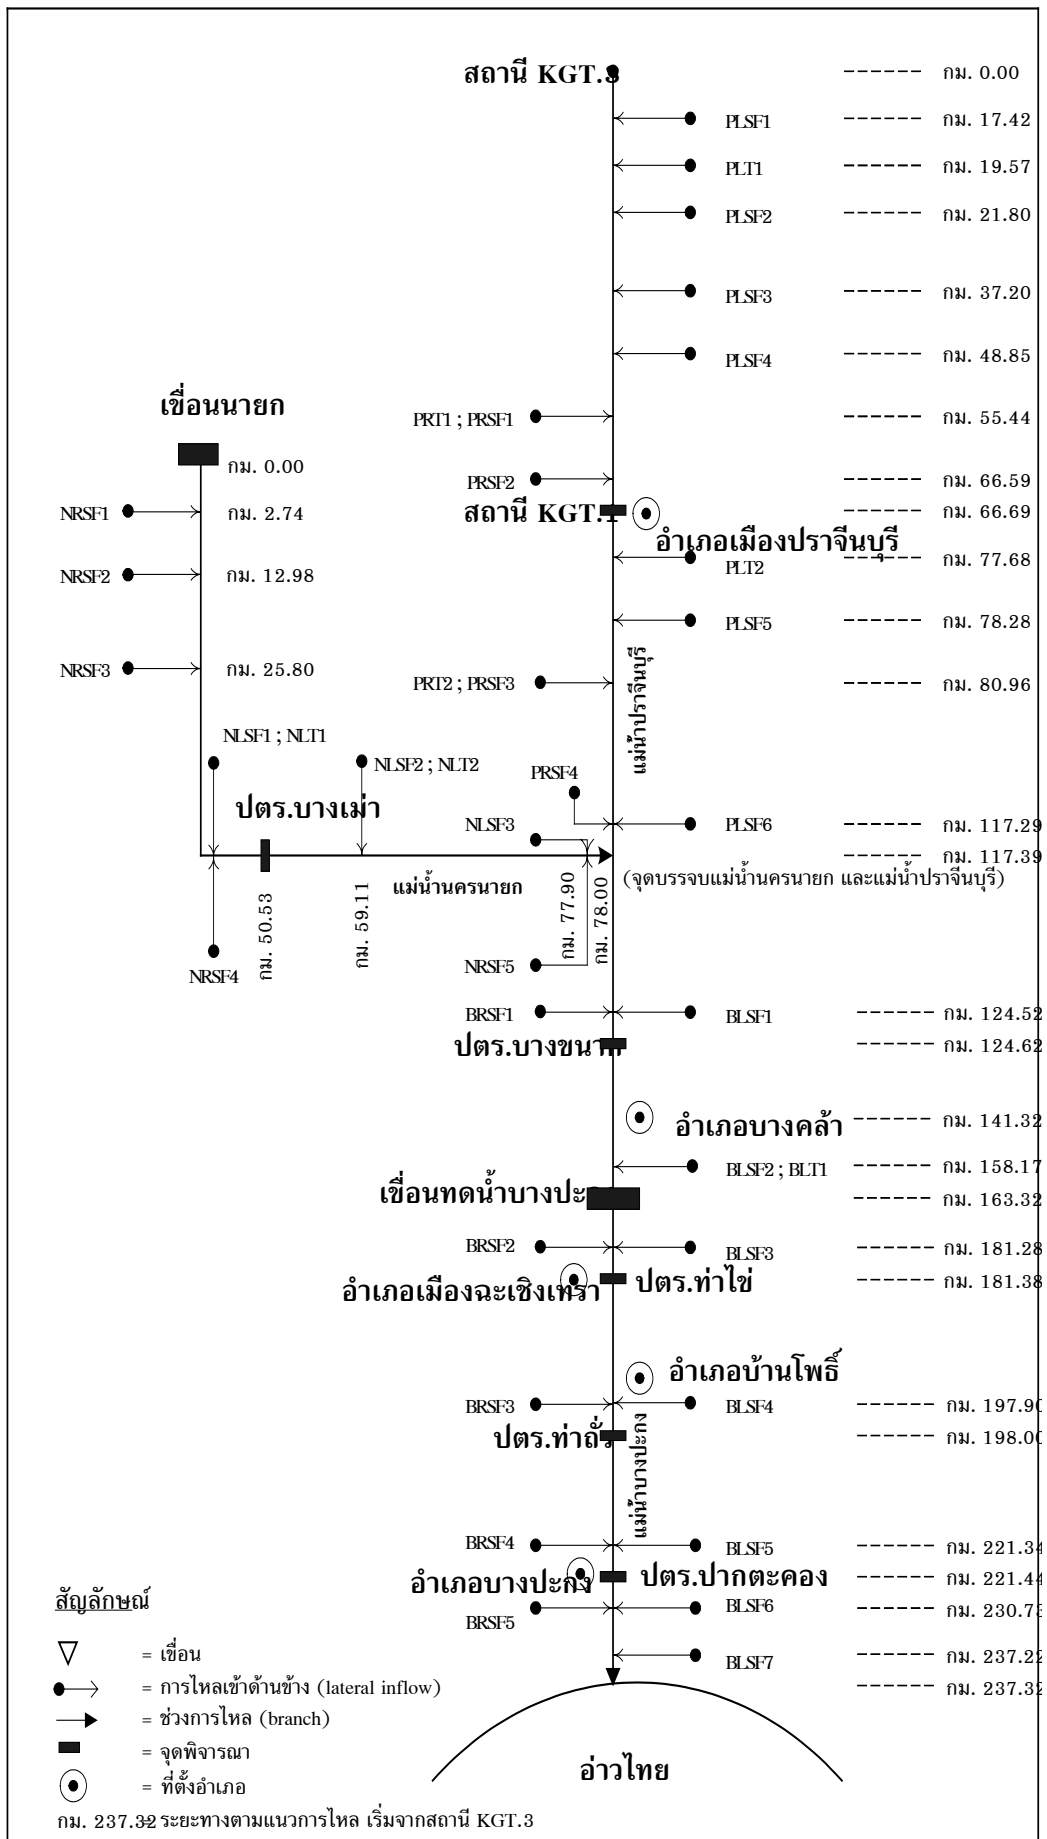 สถานี KGT.3 กม. 0.00
PLSF1 กม. 17.42
PLT1 กม. 19.57
PLSF2 กม. 21.80
PLSF3 กม. 37.20
PLSF4 กม. 48.85
เขื่อนนายก
PRT1 ; PRSF1 กม. 55.44
กม. 0.00
PRSF2 กม. 66.59
NRSF1 กม. 2.74
สถานี KGT.1 กม. 66.69
อำเภอเมืองปราจีนบุรี
NRSF2 กม. 12.98
PLT2 กม. 77.68
PLSF5 กม. 78.28
NRSF3 กม. 25.80
PRT2 ; PRSF3 กม. 80.96
แม่น้ำปราจีนบุรี
NLSF1 ; NLT1
NLSF2 ; NLT2
PRSF4
ปตร.บางเม่า
NLSF3
PLSF6 กม. 117.29
กม. 117.39
แม่น้ำนครนายก
(จุดบรรจบแม่น้ำนครนายก และแม่น้ำปราจีนบุรี)
กม. 50.53
กม. 59.11
กม. 77.90
กม. 78.00
NRSF4
NRSF5
BRSF1 BLSF1 กม. 124.52
ปตร.บางขนาก กม. 124.62
อำเภอบางคล้า กม. 141.32
BLSF2 ; BLT1 กม. 158.17
เขื่อนทดน้ำบางปะกง กม. 163.32
BRSF2 BLSF3 กม. 181.28
อำเภอเมืองฉะเชิงเทรา ปตร.ท่าไข่ กม. 181.38
อำเภอบ้านโพธิ์
BRSF3 BLSF4 กม. 197.90
ปตร.ท่าถั่ว กม. 198.00
แม่น้ำบางปะกง
BRSF4 BLSF5 กม. 221.34
อำเภอบางปะกง ปตร.ปากตะคอง กม. 221.44
BRSF5 BLSF6 กม. 230.73
BLSF7 กม. 237.22
กม. 237.32
สัญลักษณ์
= เขื่อน
= การไหลเข้าด้านข้าง (lateral inflow)
= ช่วงการไหล (branch)
= จุดพิจารณา
= ที่ตั้งอำเภอ
กม. 237.32 = ระยะทางตามแนวการไหล เริ่มจากสถานี KGT.3
อ่าวไทย